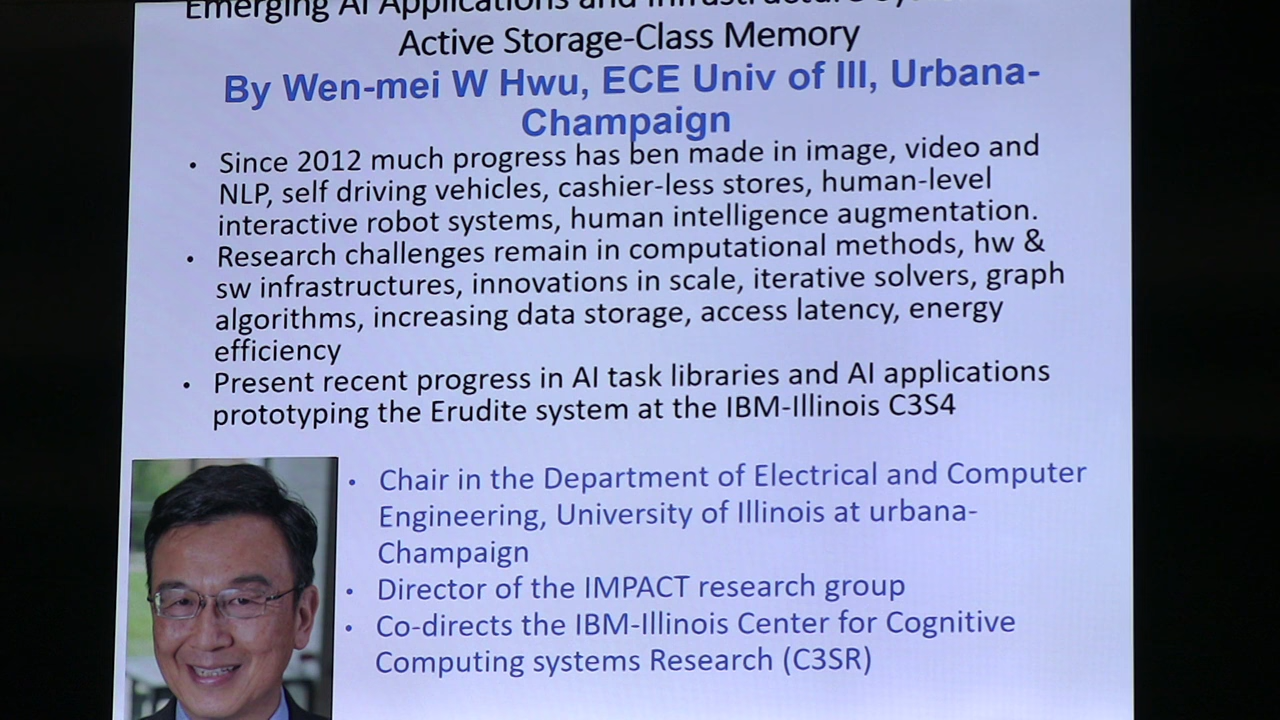 Emerging AI Applications and Infrastructure
Active Storage-Class Memory
By Wen-mei W Hwu, ECE Univ of Ill, Urbana-
Champaign
• Since 2012 much progress has ben made in image, video and
NLP, self driving vehicles, cashier-less stores, human-level
interactive robot systems, human intelligence augmentation.
• Research challenges remain in computational methods, hw &
sw infrastructures, innovations in scale, iterative solvers, graph
algorithms, increasing data storage, access latency, energy
efficiency
• Present recent progress in AI task libraries and AI applications
prototyping the Erudite system at the IBM-Illinois C3S4
• Chair in the Department of Electrical and Computer
Engineering, University of Illinois at urbana-
Champaign
• Director of the IMPACT research group
• Co-directs the IBM-Illinois Center for Cognitive
Computing systems Research (C3SR)